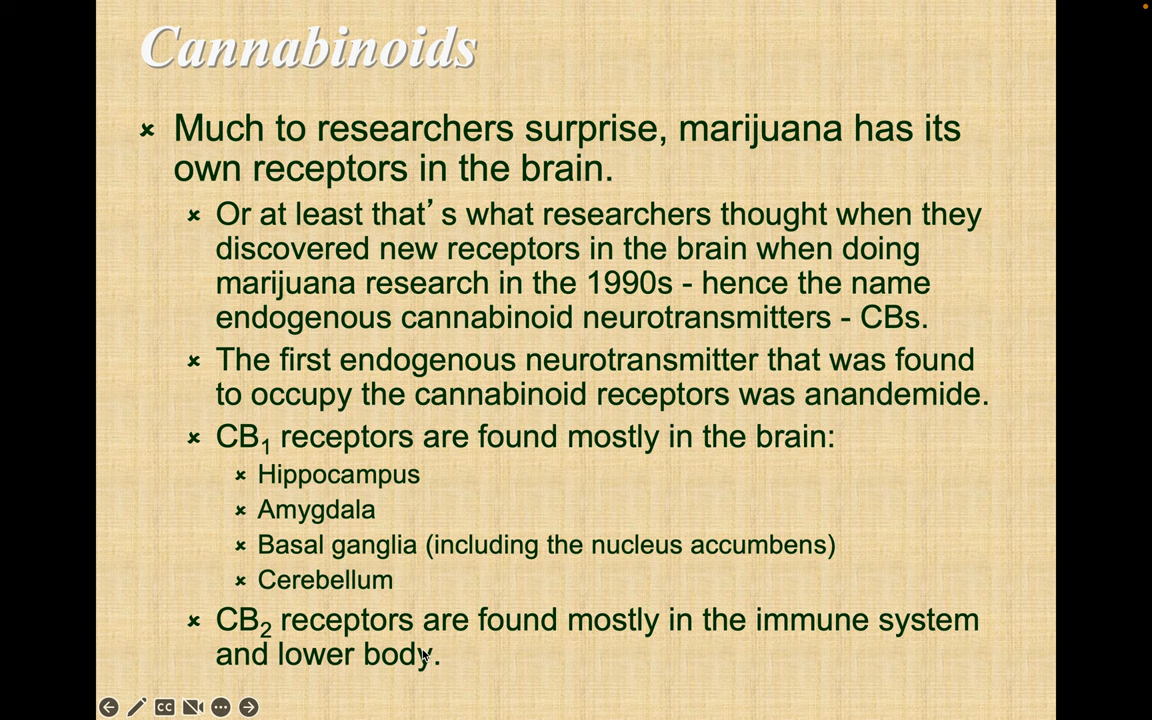 Cannabinoids
Much to researchers surprise, marijuana has its
own receptors in the brain.
Or at least that’s what researchers thought when they
discovered new receptors in the brain when doing
marijuana research in the 1990s - hence the name
endogenous cannabinoid neurotransmitters - CBs.
The first endogenous neurotransmitter that was found
to occupy the cannabinoid receptors was anandemide.
CB₁ receptors are found mostly in the brain:
Hippocampus
Amygdala
Basal ganglia (including the nucleus accumbens)
Cerebellum
CB₂ receptors are found mostly in the immune system
and lower body.
CC